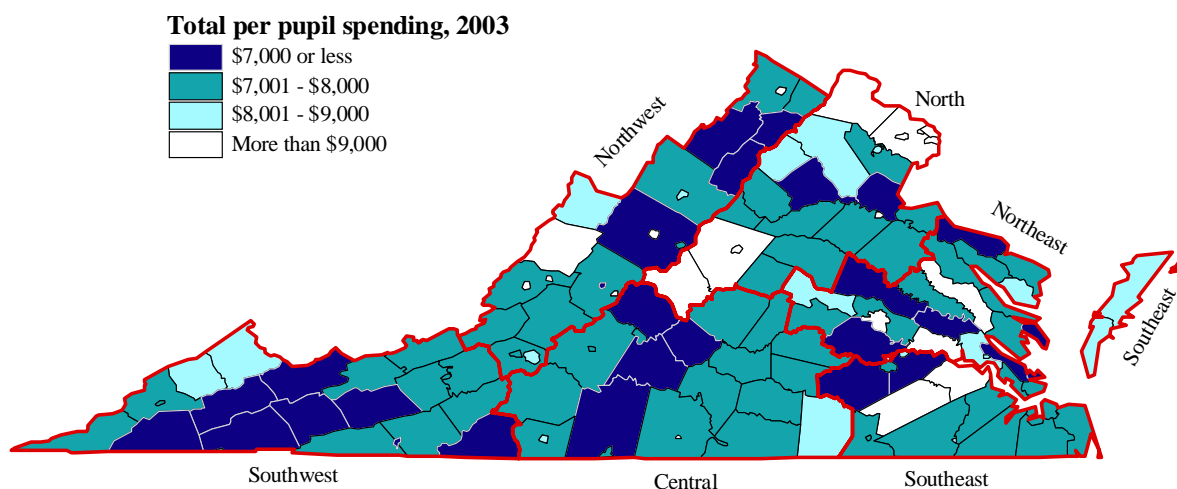 Total per pupil spending, 2003
$7,000 or less
$7,001 - $8,000
$8,001 - $9,000
More than $9,000
North
Northwest
Northeast
Southeast
Southwest
Central
Southeast